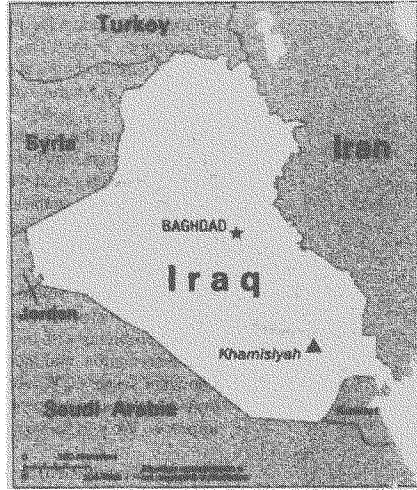 Turkey
Syria
Iran
BAGHDAD
Iraq
Jordan
Khamisiyah
Saudi Arabia
Kuwait